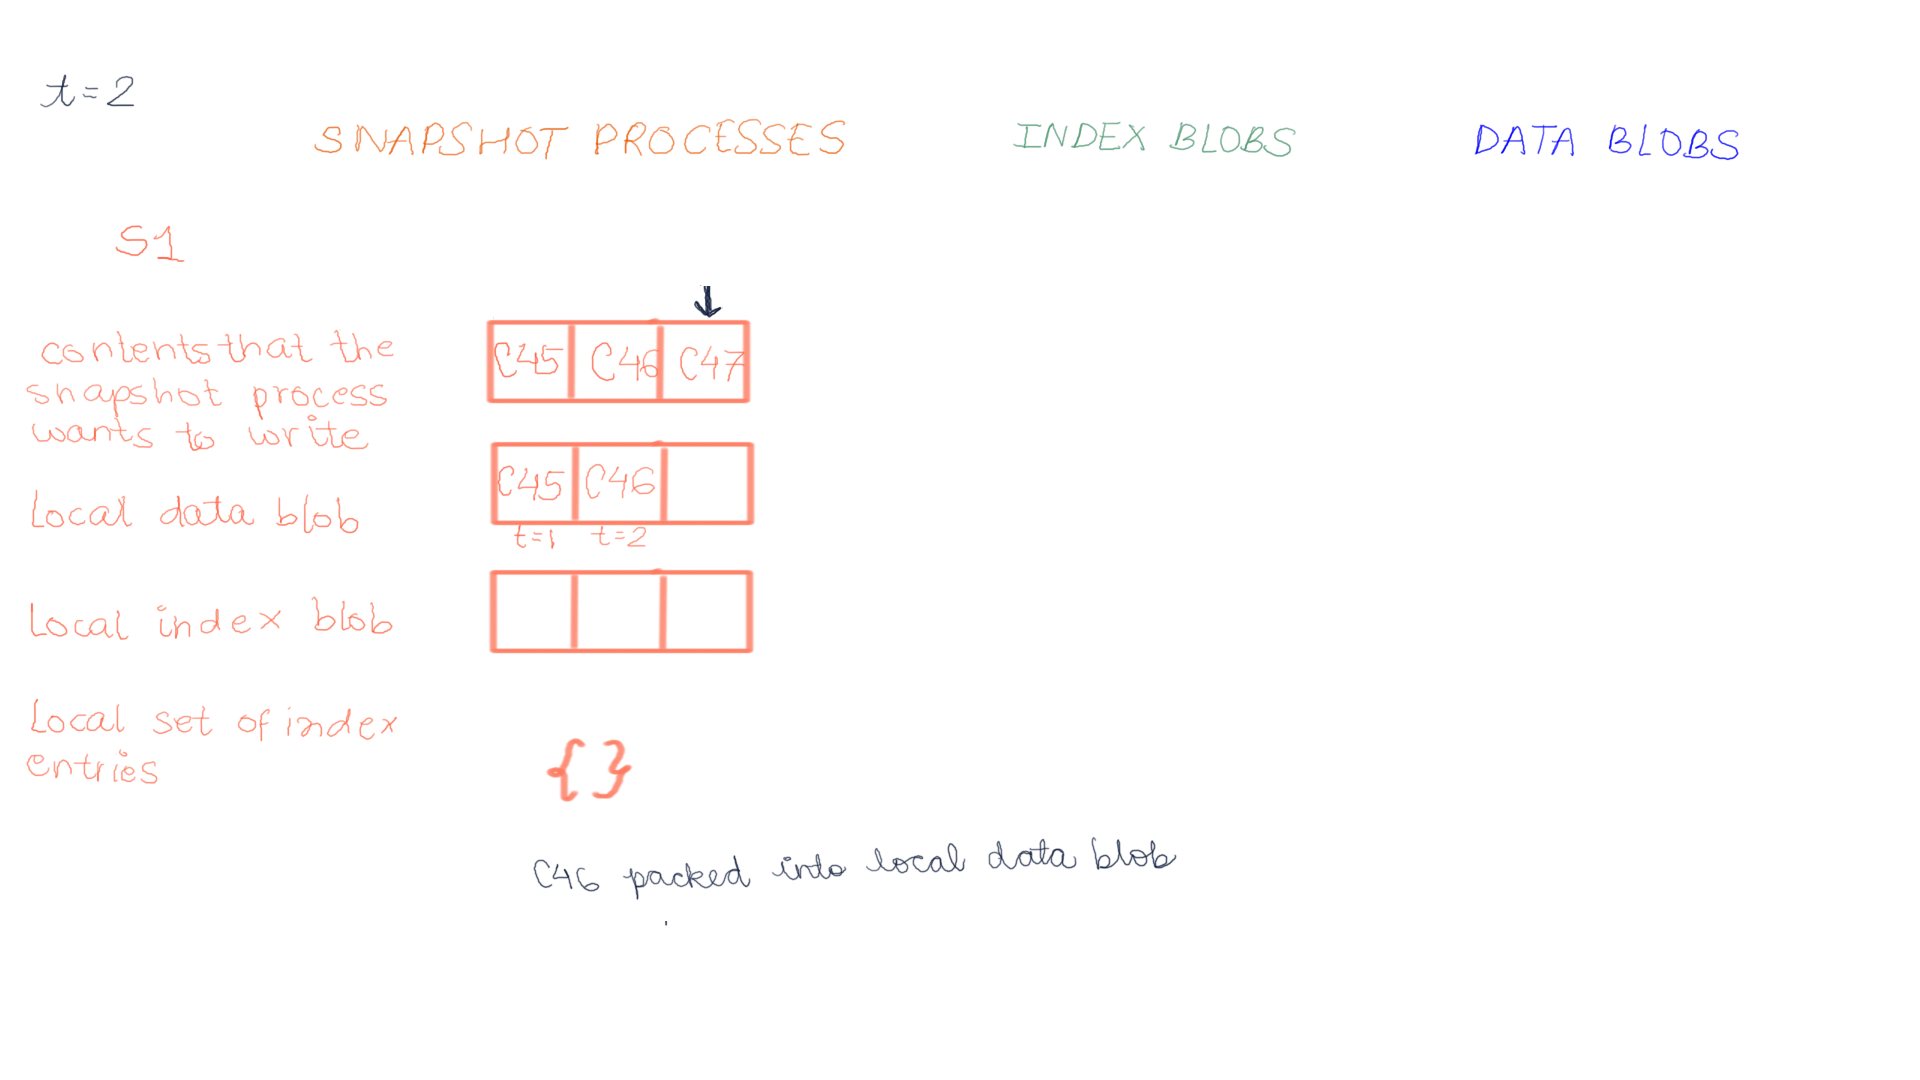 t=2
SNAPSHOT PROCESSES
INDEX BLOBS
DATA BLOBS
S1
contents that the
snapshot process
wants to write
C45 C46 C47
Local data blob
C45 C46
t=1 t=2
Local index blob
Local set of index
entries
{}
C46 packed into local data blob